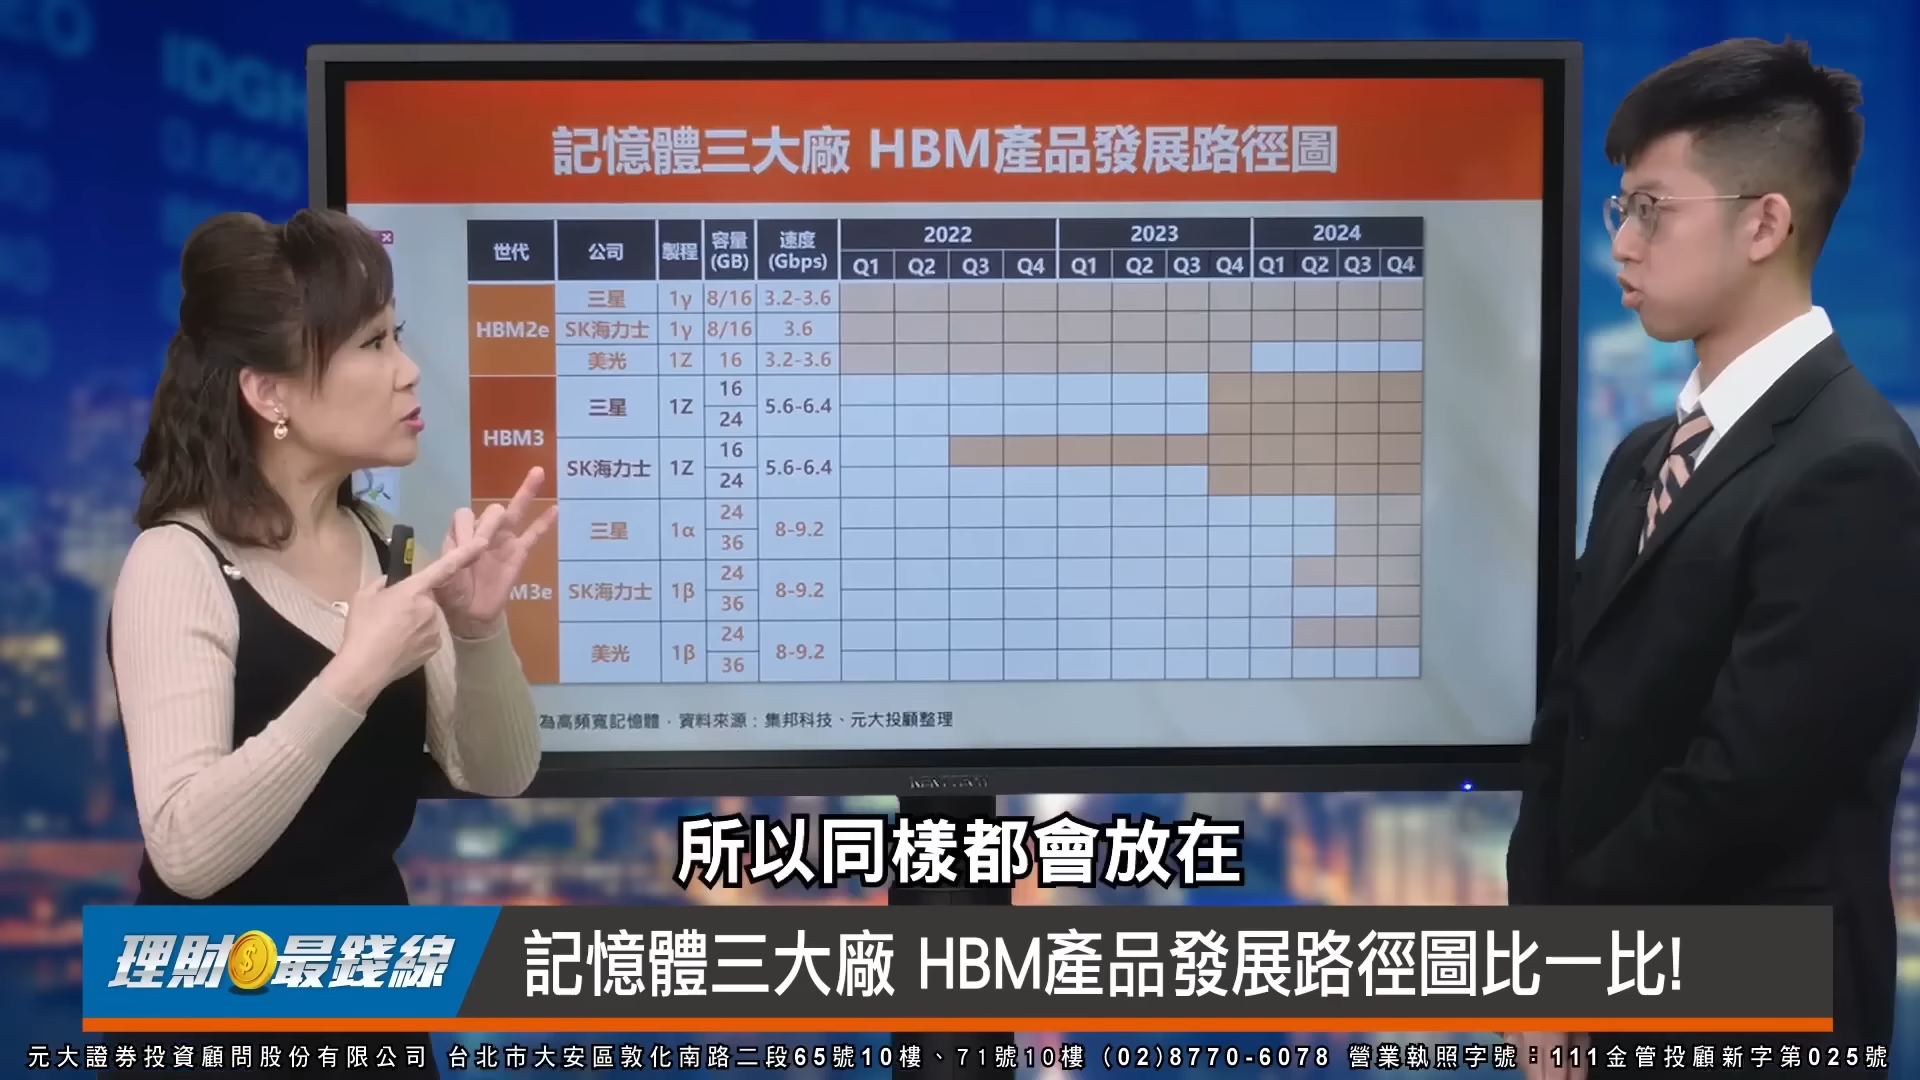 IDGH
0.650
記憶體三大廠 HBM產品發展路徑圖
世代 公司 製程 容量(GB) 速度(Gbps) 2022 2023 2024
Q1 Q2 Q3 Q4 Q1 Q2 Q3 Q4 Q1 Q2 Q3 Q4
HBM2e 三星 1γ 8/16 3.2-3.6
SK海力士 1γ 8/16 3.6
美光 1Z 16 3.2-3.6
HBM3 三星 1Z 16 24 5.6-6.4
SK海力士 1Z 16 24 5.6-6.4
M3e 三星 1α 24 36 8-9.2
SK海力士 1β 24 36 8-9.2
美光 1β 24 36 8-9.2
為高頻寬記憶體，資料來源：集邦科技、元大投顧整理
所以同樣都會放在
理財最錢線
記憶體三大廠 HBM產品發展路徑圖比一比!
元大證券投資顧問股份有限公司 台北市大安區敦化南路二段65號10樓、71號10樓 (02)8770-6078 營業執照字號：111金管投顧新字第025號